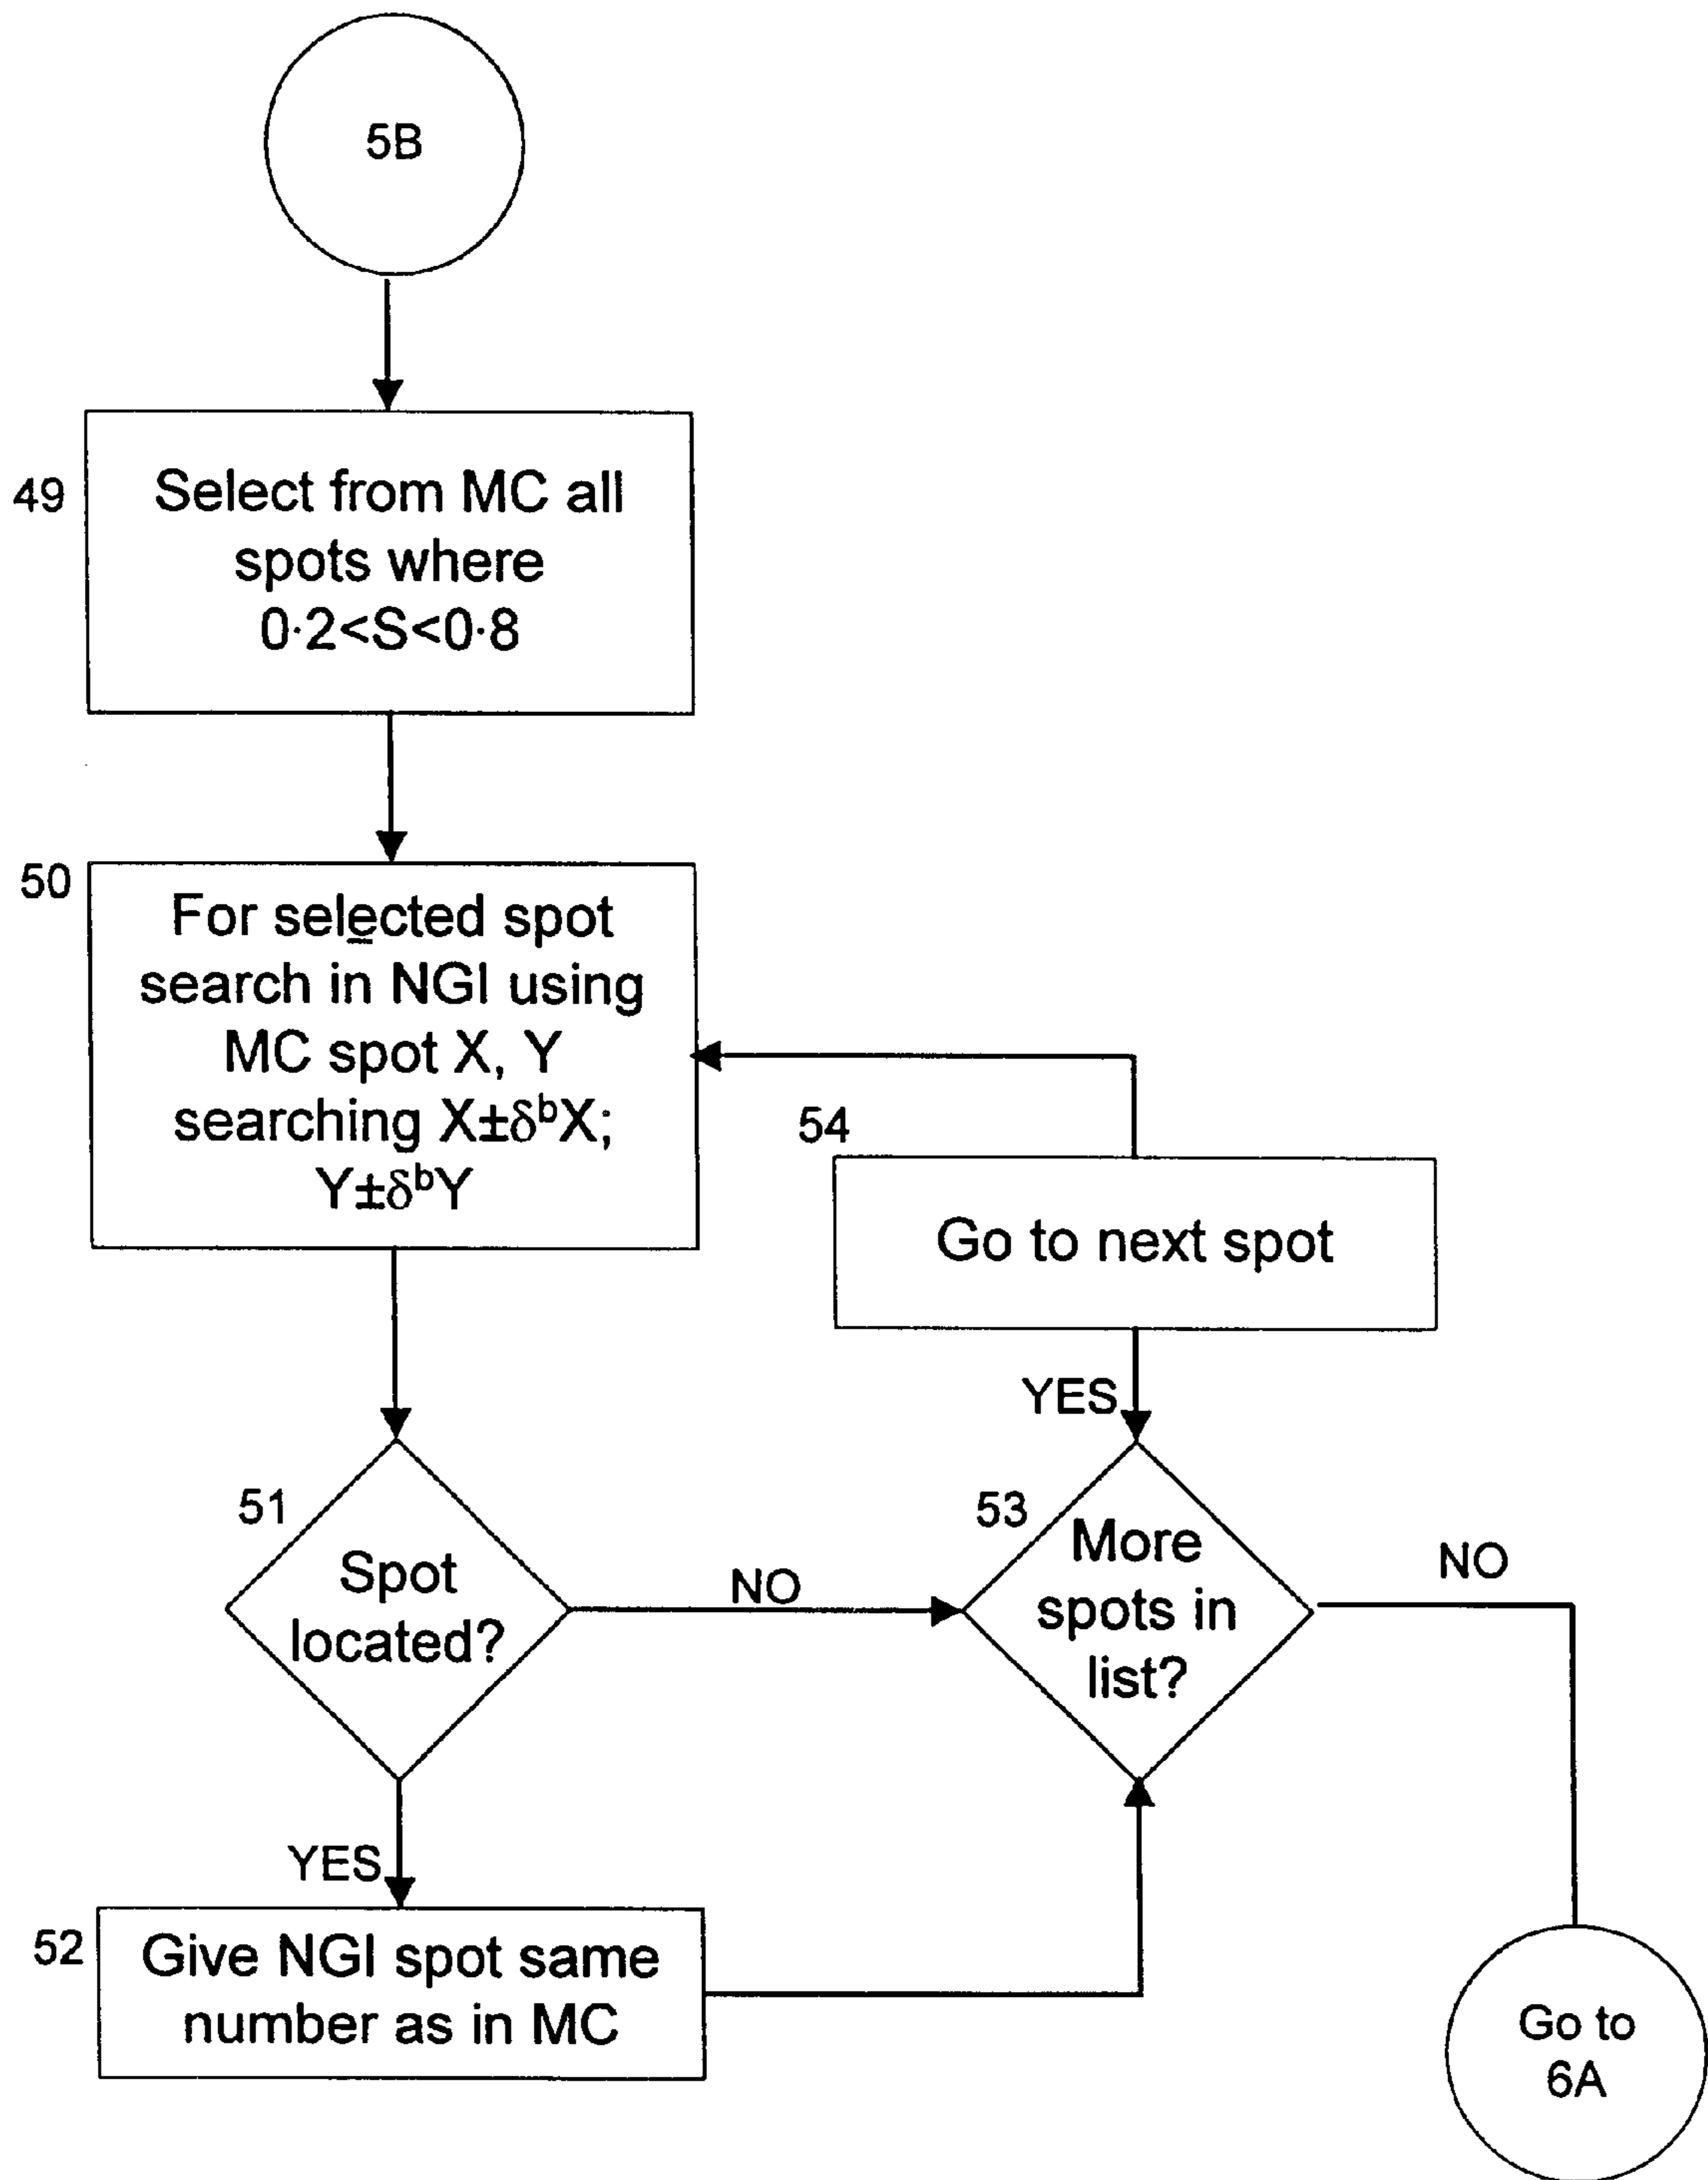 5B
49
Select from MC all
spots where
0·2<S<0·8
50
For selected spot
search in NGI using
MC spot X, Y
searching X±δᵇX;
Y±δᵇY
54
Go to next spot
YES
51
Spot
located?
NO
53
More
spots in
list?
NO
YES
52
Give NGI spot same
number as in MC
Go to
6A